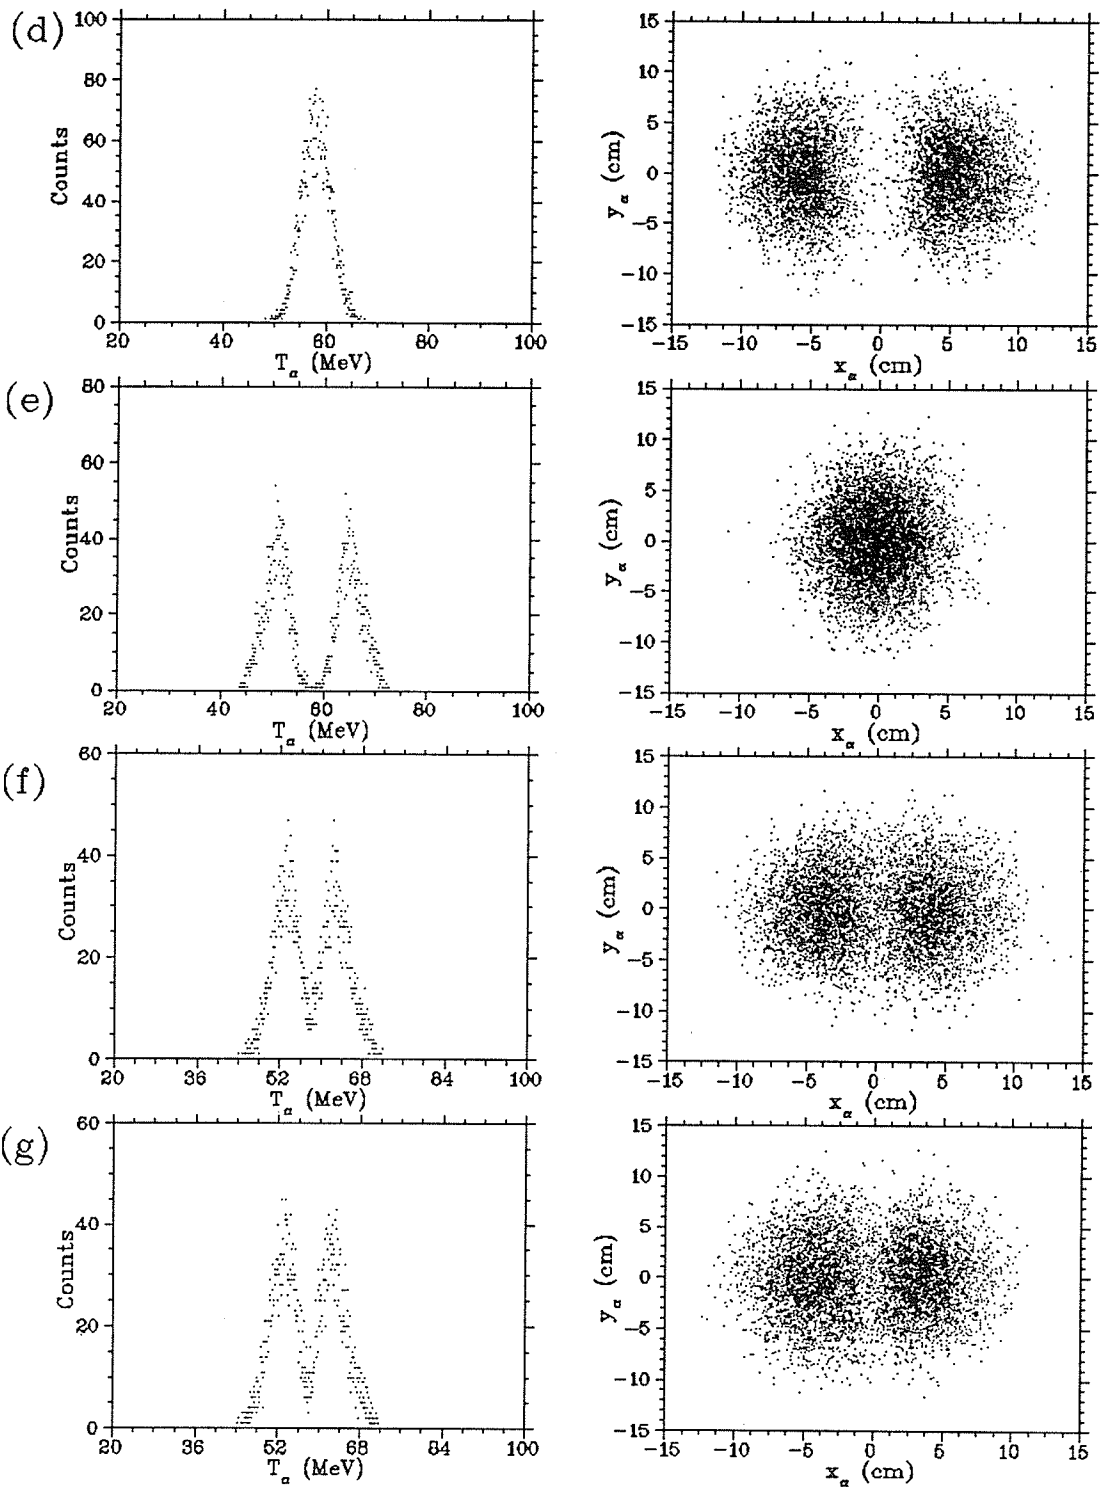 (d)
100
80
60
40
20
0
Counts
20 40 60 80 100
T_α (MeV)
15
10
5
0
−5
−10
−15
y_α (cm)
−15 −10 −5 0 5 10 15
x_α (cm)
(e)
80
60
40
20
0
Counts
20 40 60 80 100
T_α (MeV)
15
10
5
0
−5
−10
−15
y_α (cm)
−15 −10 −5 0 5 10 15
x_α (cm)
(f)
60
40
20
0
Counts
20 36 52 68 84 100
T_α (MeV)
15
10
5
0
−5
−10
−15
y_α (cm)
−15 −10 −5 0 5 10 15
x_α (cm)
(g)
60
40
20
0
Counts
20 36 52 68 84 100
T_α (MeV)
15
10
5
0
−5
−10
−15
y_α (cm)
−15 −10 −5 0 5 10 15
x_α (cm)